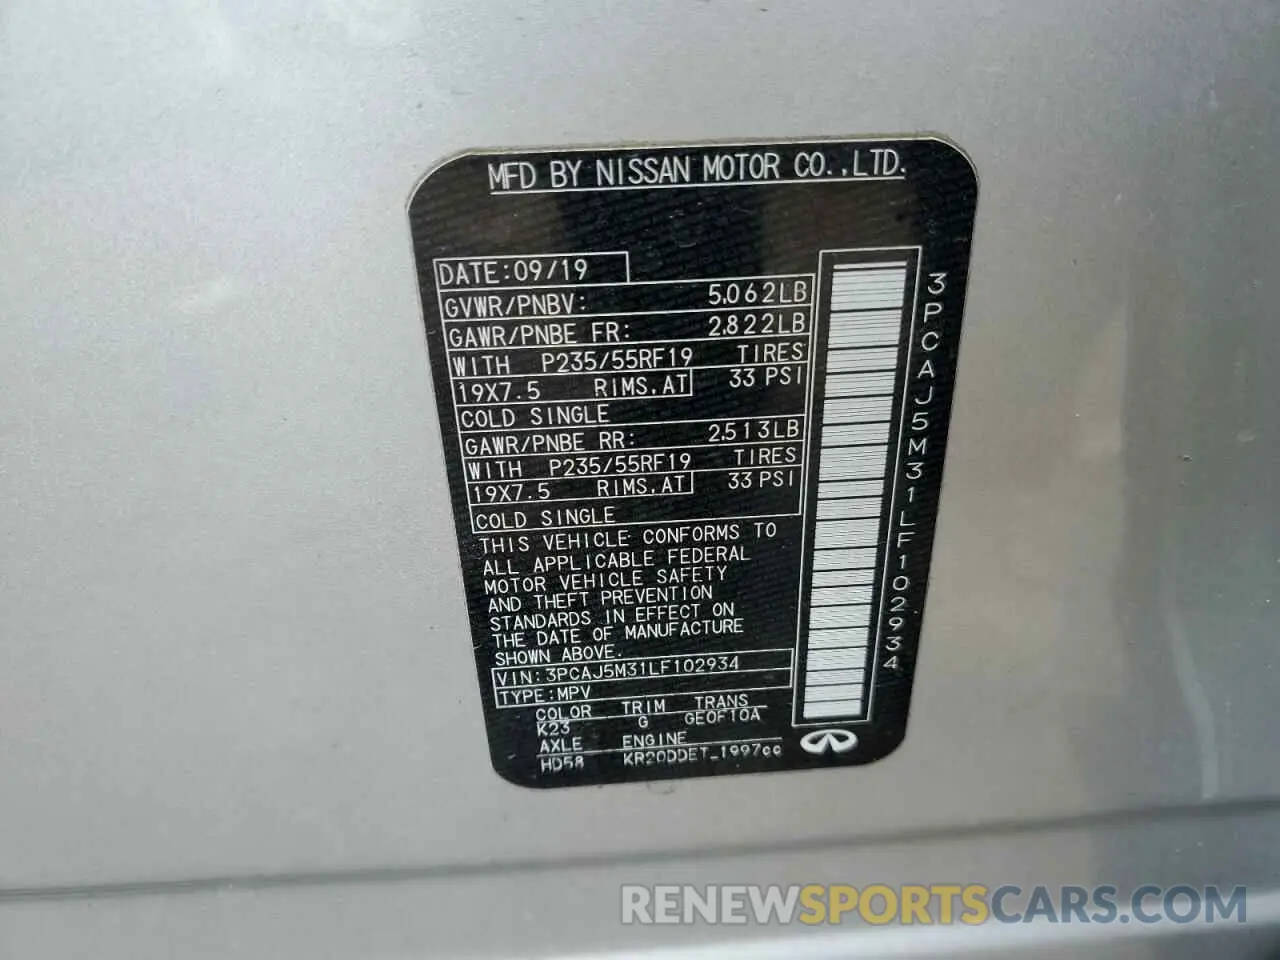 MFD BY NISSAN MOTOR CO.,LTD.
DATE:09/19
GVWR/PNBV: 5.062LB
GAWR/PNBE FR: 2.822LB
WITH P235/55RF19 TIRES
19X7.5 RIMS.AT 33 PSI
COLD SINGLE
GAWR/PNBE RR: 2.513LB
WITH P235/55RF19 TIRES
19X7.5 RIMS.AT 33 PSI
COLD SINGLE
THIS VEHICLE CONFORMS TO
ALL APPLICABLE FEDERAL
MOTOR VEHICLE SAFETY
AND THEFT PREVENTION
STANDARDS IN EFFECT ON
THE DATE OF MANUFACTURE
SHOWN ABOVE.
VIN:3PCAJ5M31LF102934
TYPE:MPV
COLOR TRIM TRANS
K23 G GEOF10A
AXLE ENGINE
HD58 KR20DDET_1997cc
3PCAJ5M31LF102934
RENEWSPORTSCARS.COM